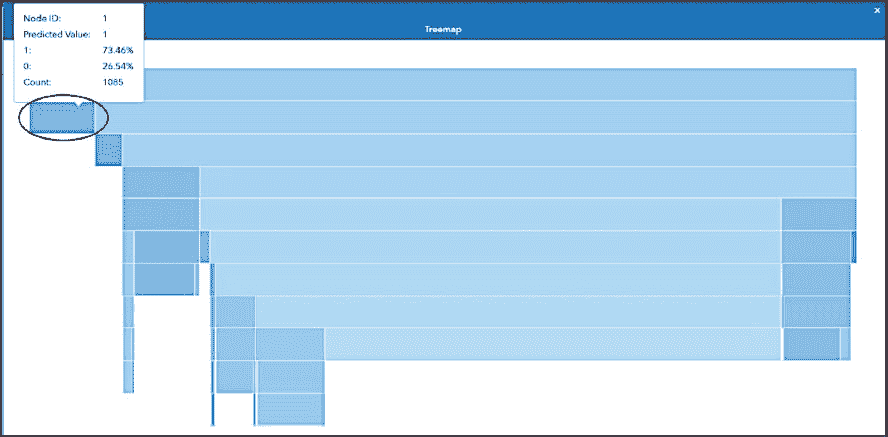 Node ID: 1
Predicted Value: 1
1: 73.46%
0: 26.54%
Count: 1085
Treemap